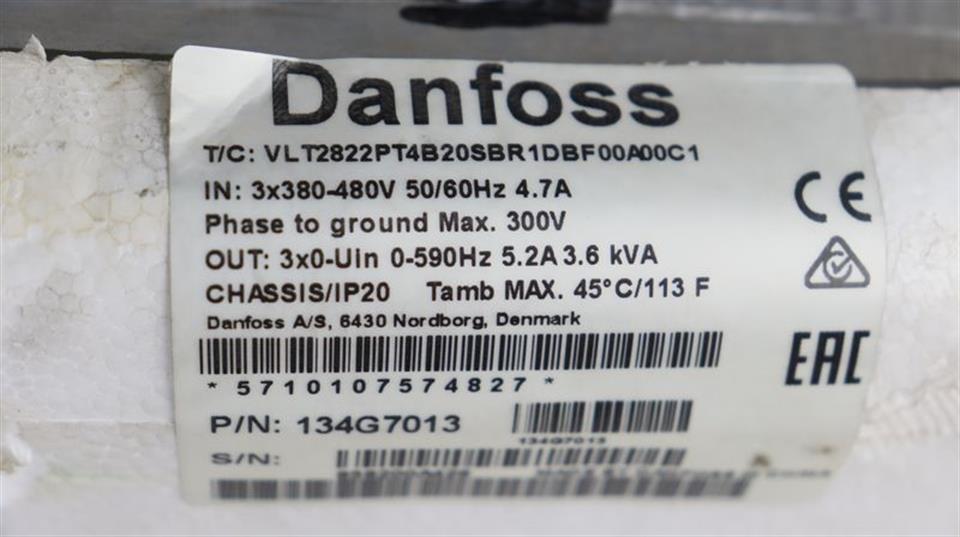 Danfoss
T/C: VLT2822PT4B20SBR1DBF00A00C1
IN: 3x380-480V 50/60Hz 4.7A
Phase to ground Max. 300V
OUT: 3x0-Uin 0-590Hz 5.2A 3.6 kVA
CHASSIS/IP20 Tamb MAX. 45°C/113 F
Danfoss A/S, 6430 Nordborg, Denmark
CE
EAC
*5710107574827*
P/N: 134G7013
134G7013
S/N: